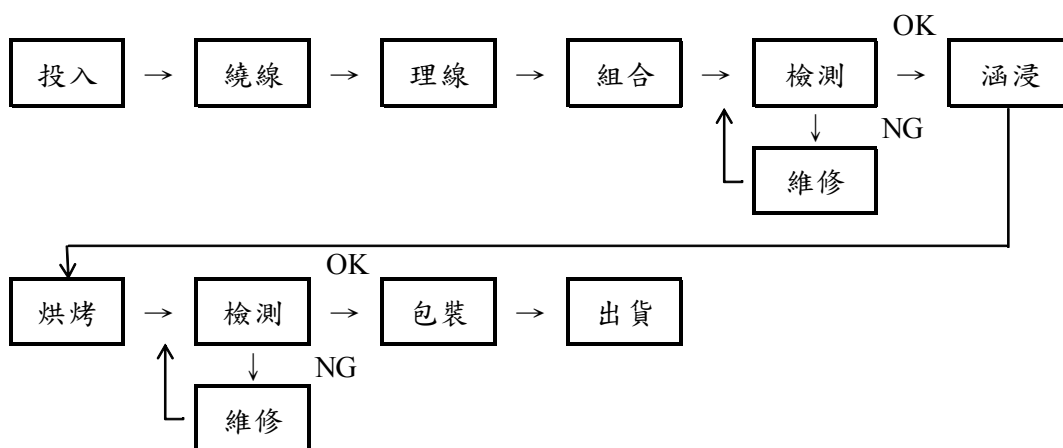 OK
投入 → 繞線 → 理線 → 組合 → 檢測 → 涵浸
↓ NG
維修
OK
烘烤 → 檢測 → 包裝 → 出貨
↓ NG
維修